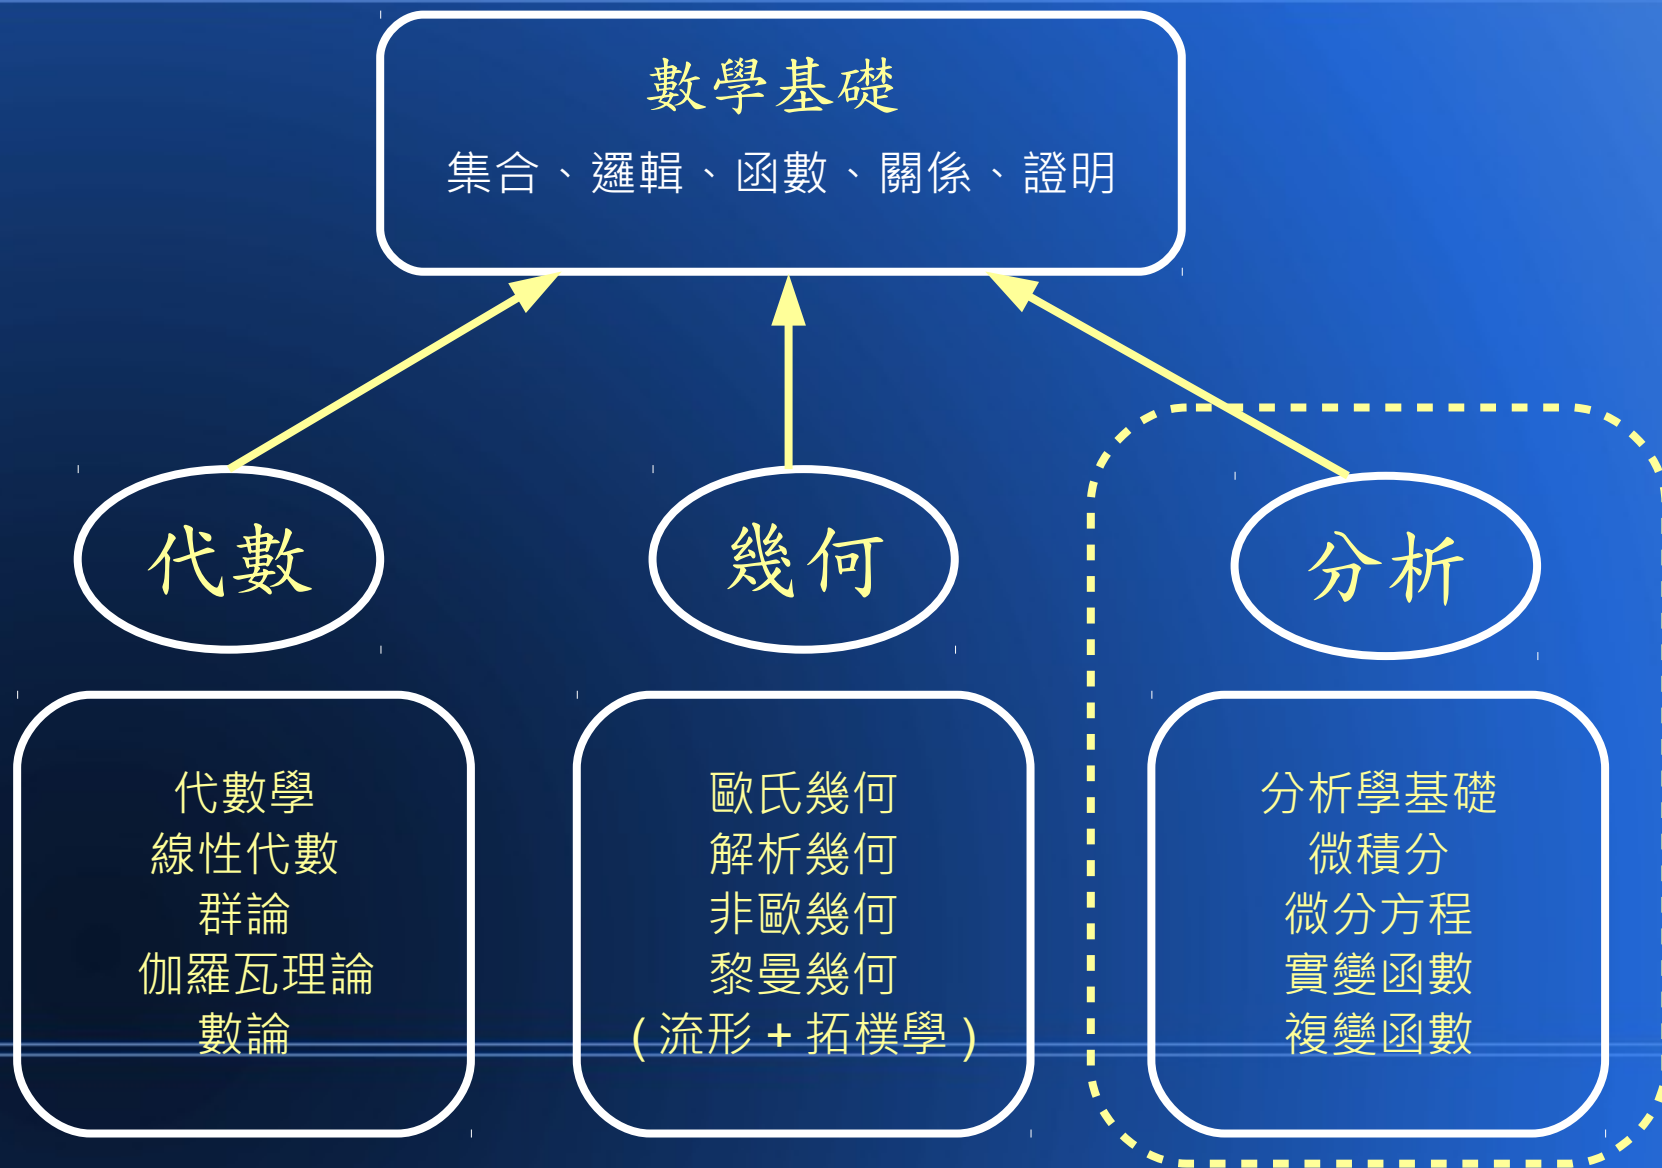 數學基礎
集合、邏輯、函數、關係、證明
代數
幾何
分析
代數學
線性代數
群論
伽羅瓦理論
數論
歐氏幾何
解析幾何
非歐幾何
黎曼幾何
( 流形 + 拓樸學 )
分析學基礎
微積分
微分方程
實變函數
複變函數